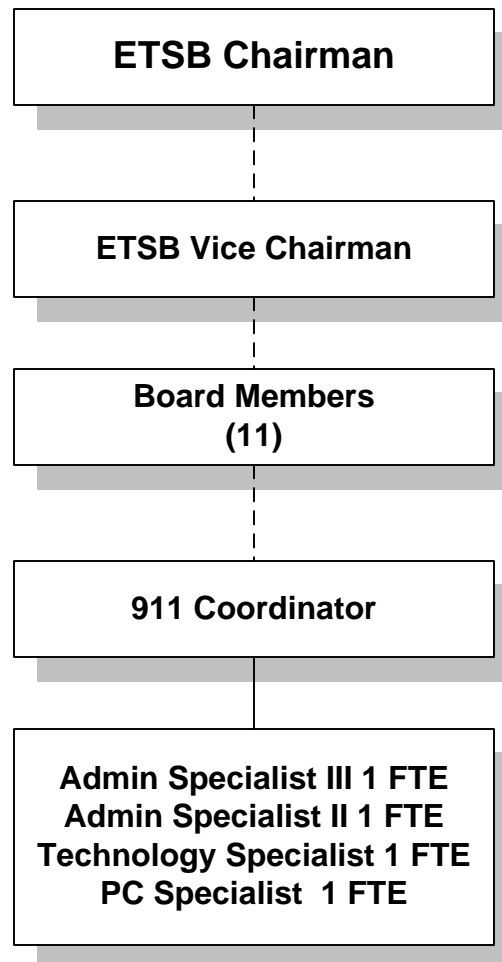 ETSB Chairman
ETSB Vice Chairman
Board Members
(11)
911 Coordinator
Admin Specialist III 1 FTE
Admin Specialist II 1 FTE
Technology Specialist 1 FTE
PC Specialist  1 FTE